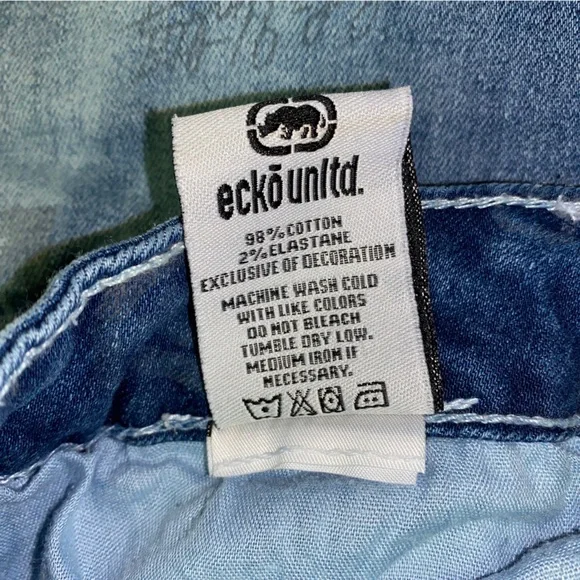 eckō unltd.
98% COTTON
2% ELASTANE
EXCLUSIVE OF DECORATION
MACHINE WASH COLD
WITH LIKE COLORS
DO NOT BLEACH
TUMBLE DRY LOW.
MEDIUM IRON IF
NECESSARY.